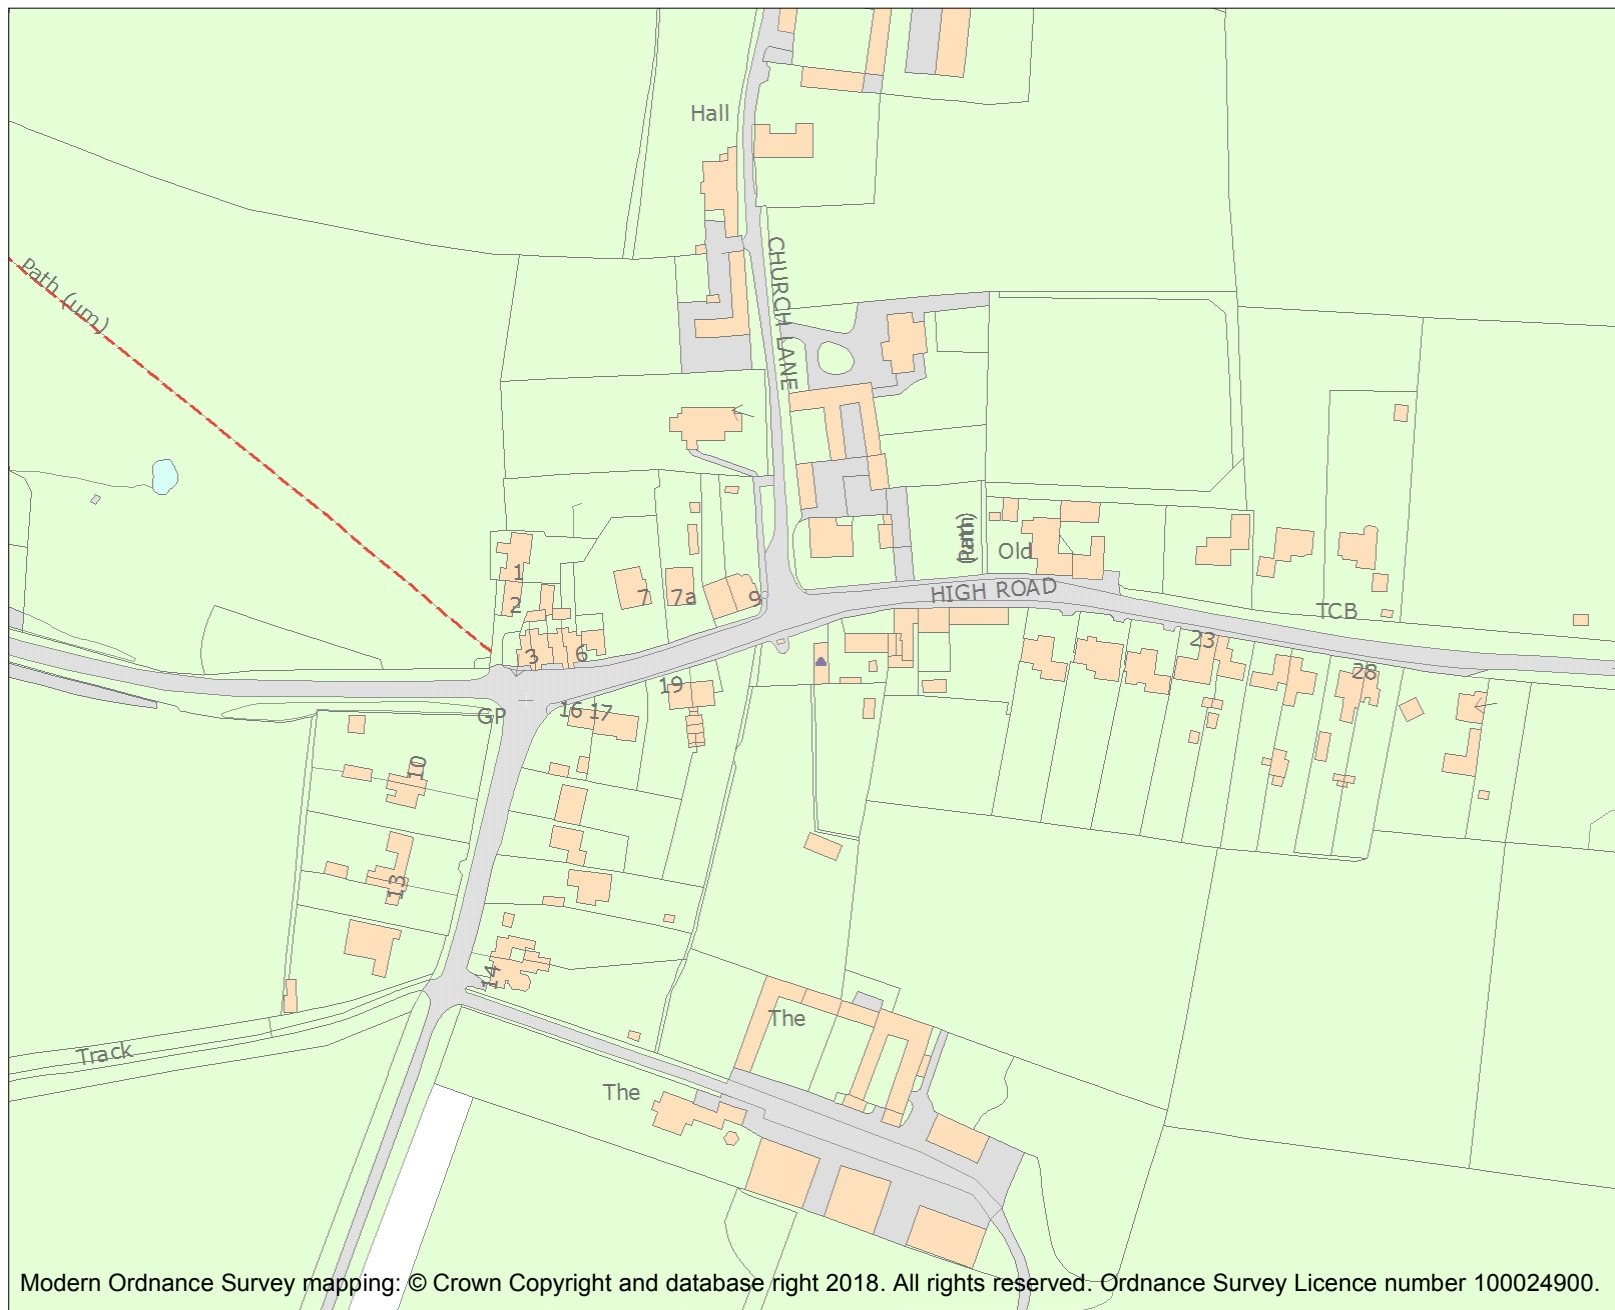 Hall
CHURCH LANE
Path (um)
(um)
Path
Old
HIGH ROAD
TCB
1
2
7
7a
9
3
6
23
28
19
GP
16 17
10
13
14
The
Track
The
Modern Ordnance Survey mapping: © Crown Copyright and database right 2018. All rights reserved. Ordnance Survey Licence number 100024900.